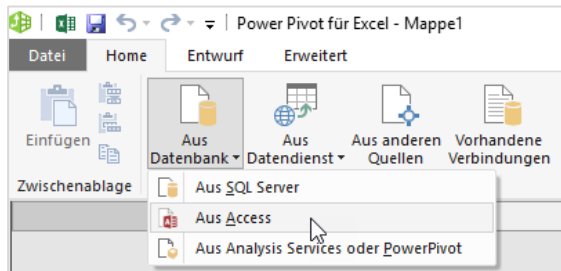 Power Pivot für Excel - Mappe1
Datei Home Entwurf Erweitert
Einfügen
Zwischenablage
Aus Datenbank
Aus Datendienst
Aus anderen Quellen
Vorhandene Verbindungen
Aus SQL Server
Aus Access
Aus Analysis Services oder PowerPivot